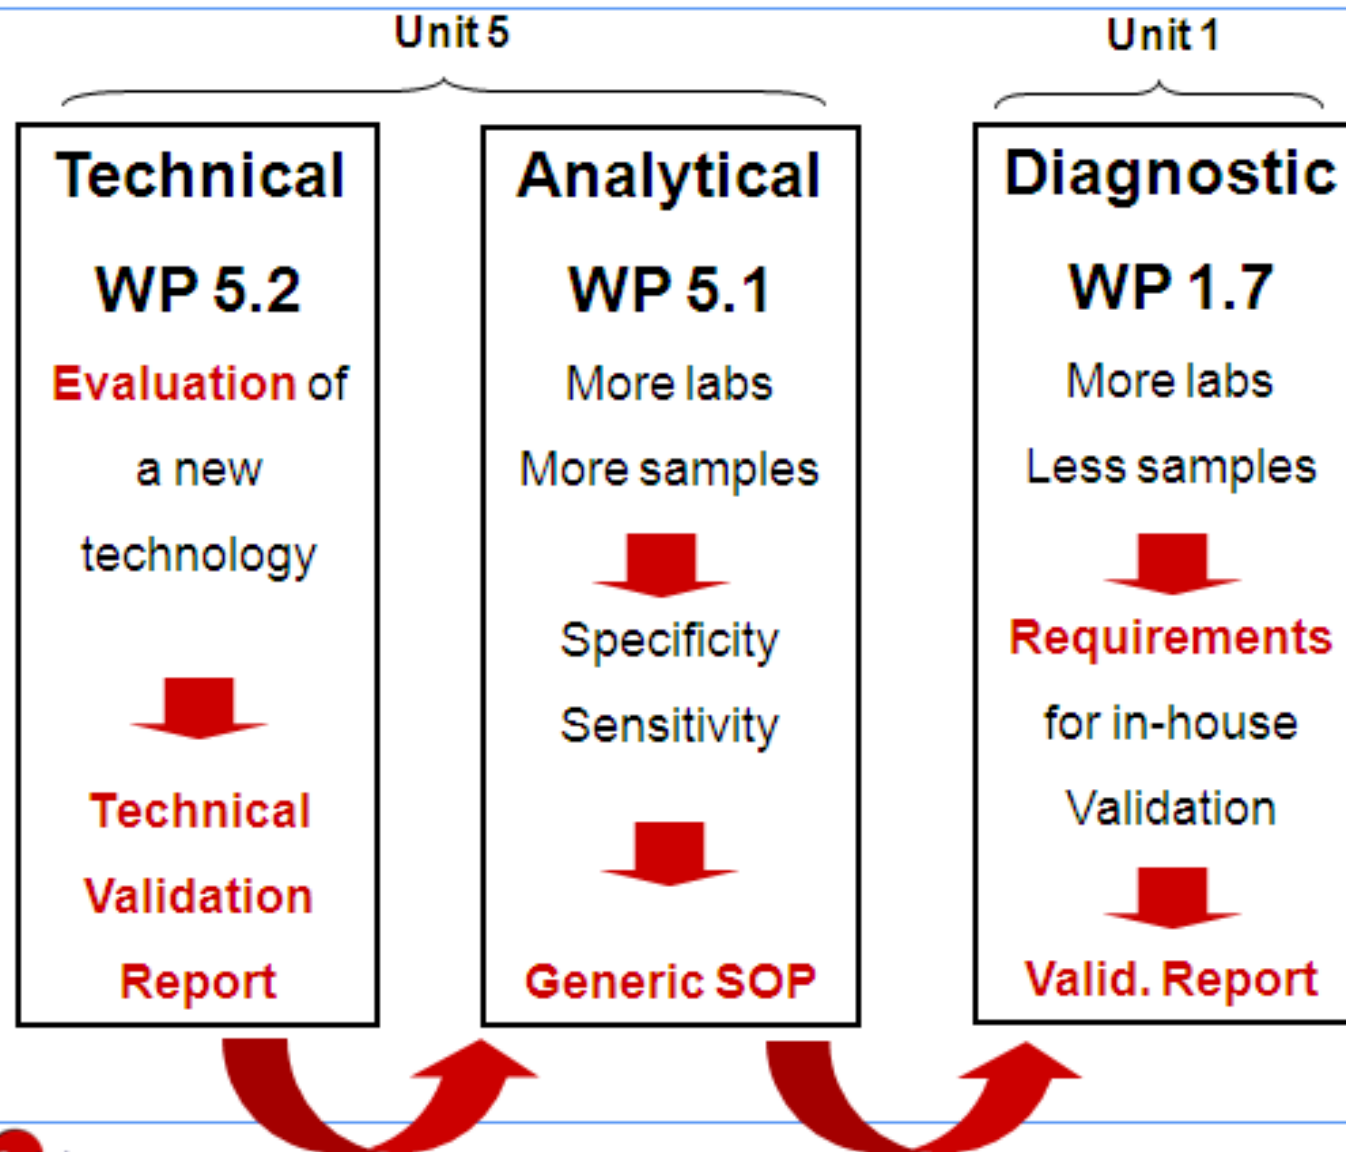 Unit 5
Unit 1
Technical
WP 5.2
Evaluation of
a new
technology
Technical
Validation
Report
Analytical
WP 5.1
More labs
More samples
Specificity
Sensitivity
Generic SOP
Diagnostic
WP 1.7
More labs
Less samples
Requirements
for in-house
Validation
Valid. Report